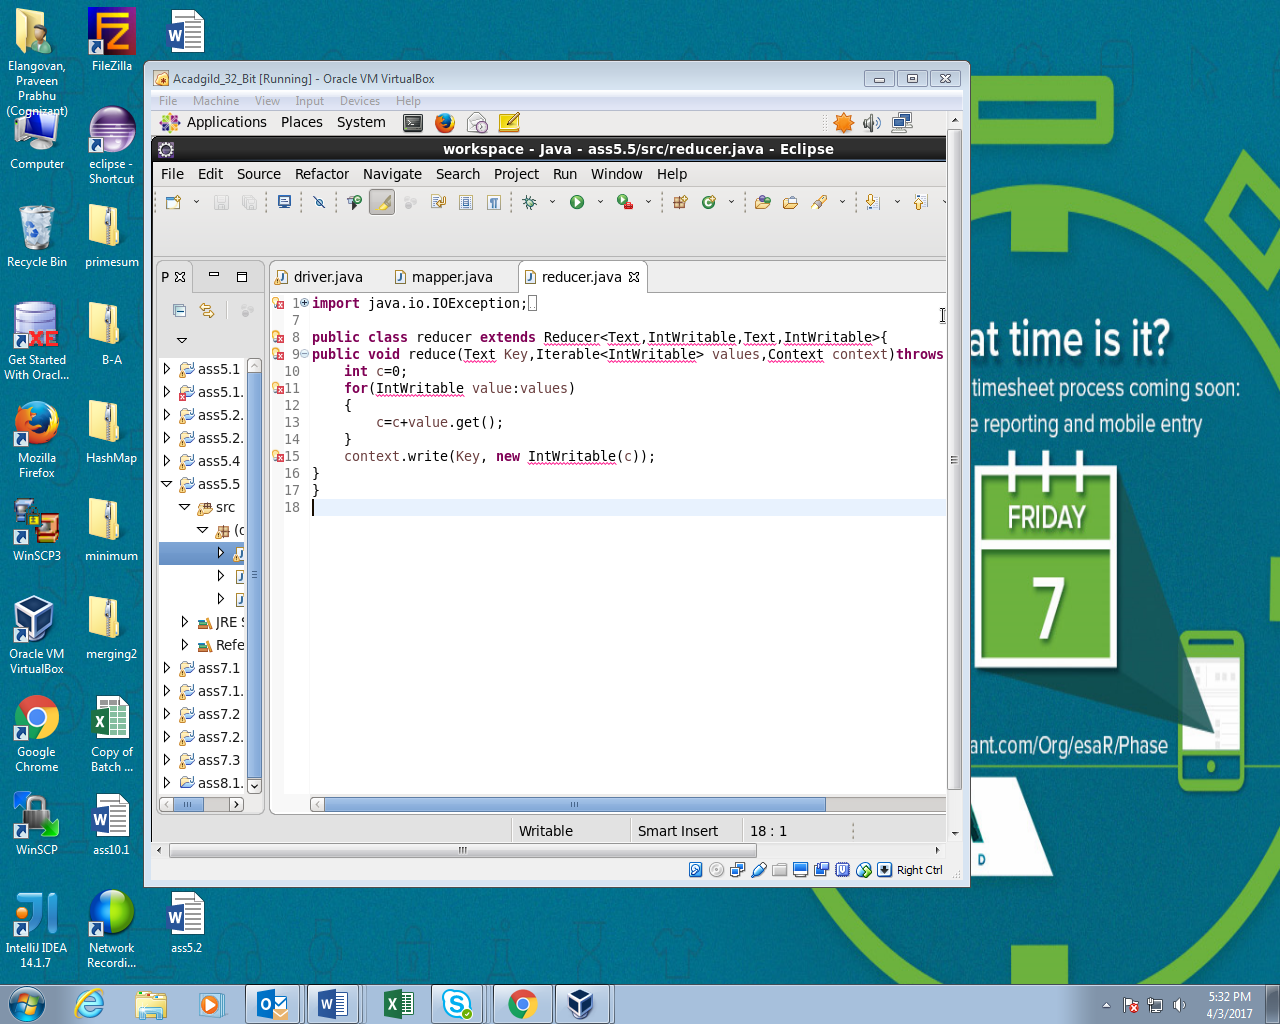 Elangovan,
Praveen
Prabhu
(Cognizant)
FileZilla
Computer
eclipse -
Shortcut
Recycle Bin
primesum
Get Started
With Oracl...
B-A
Mozilla
Firefox
HashMap
WinSCP3
minimum
Oracle VM
VirtualBox
merging2
Google
Chrome
Copy of
Batch ...
WinSCP
ass10.1
IntelliJ IDEA
14.1.7
Network
Recordi...
ass5.2
Acadgild_32_Bit [Running] - Oracle VM VirtualBox
File Machine View Input Devices Help
Applications Places System
workspace - Java - ass5.5/src/reducer.java - Eclipse
File Edit Source Refactor Navigate Search Project Run Window Help
P
driver.java mapper.java reducer.java
ass5.1
ass5.1.
ass5.2.
ass5.2.
ass5.4
ass5.5
src
(c
JRE S
Refe
ass7.1
ass7.1.
ass7.2
ass7.2.
ass7.3
ass8.1.
1 import java.io.IOException;
7
8 public class reducer extends Reducer<Text,IntWritable,Text,IntWritable>{
9 public void reduce(Text Key,Iterable<IntWritable> values,Context context)throws
10 int c=0;
11 for(IntWritable value:values)
12 {
13 c=c+value.get();
14 }
15 context.write(Key, new IntWritable(c));
16 }
17 }
18
Writable Smart Insert 18 : 1
Right Ctrl
at time is it?
timesheet process coming soon:
e reporting and mobile entry
FRIDAY
7
ant.com/Org/esaR/Phase
A
D
5:32 PM
4/3/2017